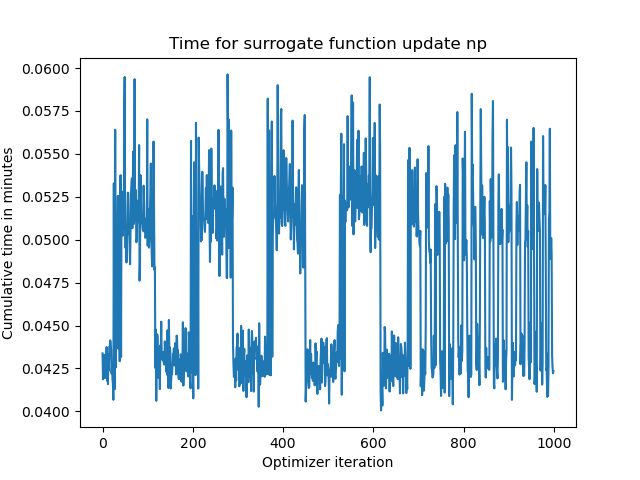 Time for surrogate function update np
0.0600
0.0575
0.0550
0.0525
0.0500
0.0475
0.0450
0.0425
0.0400
Cumulative time in minutes
0 200 400 600 800 1000
Optimizer iteration